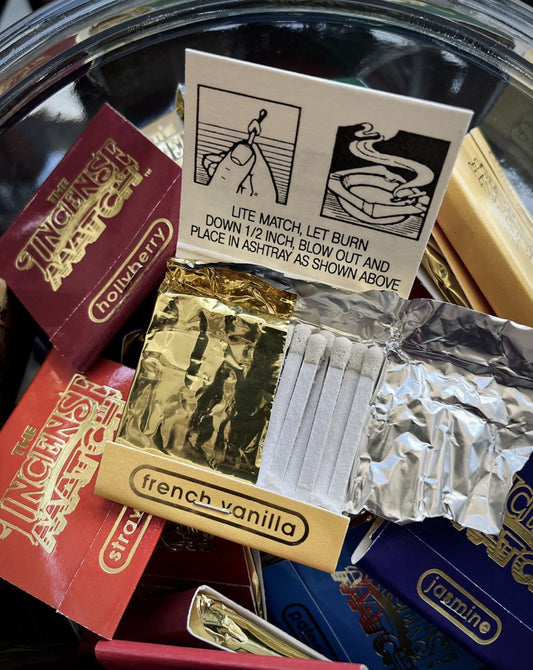 LITE MATCH, LET BURN
DOWN 1/2 INCH, BLOW OUT AND
PLACE IN ASHTRAY AS SHOWN ABOVE
THE
INCENSE
MATCH™
hollyberry
THE
INCENSE
MATCH
french vanilla
jasmine